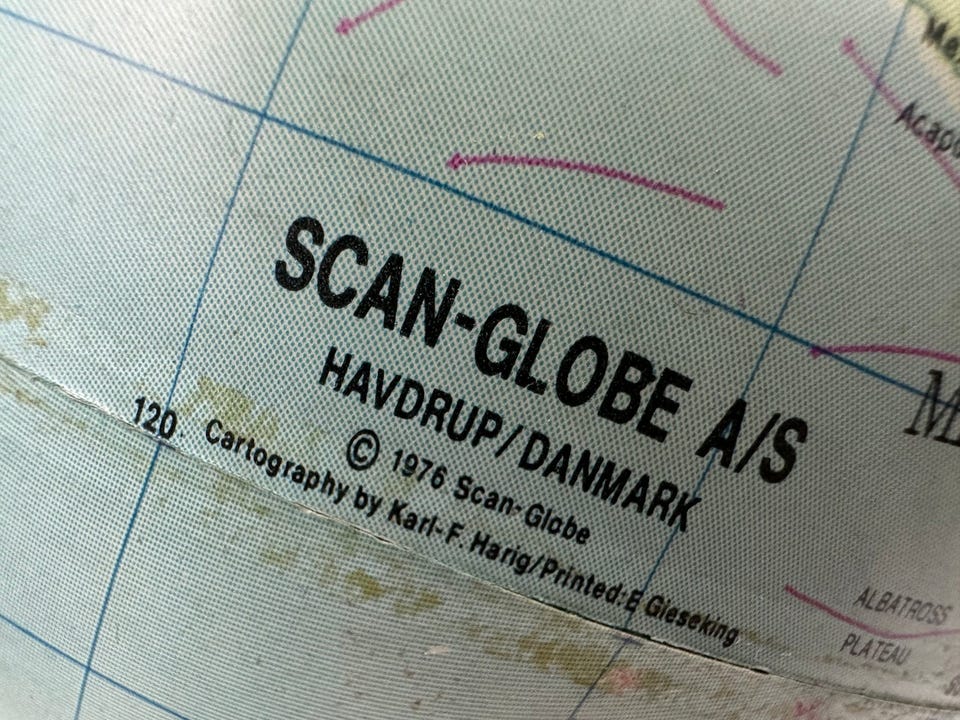 SCAN-GLOBE A/S
HAVDRUP/DANMARK
© 1976 Scan-Globe
120
Cartography by Karl-F. Harig/Printed: E Gieseking
ALBATROSS
PLATEAU